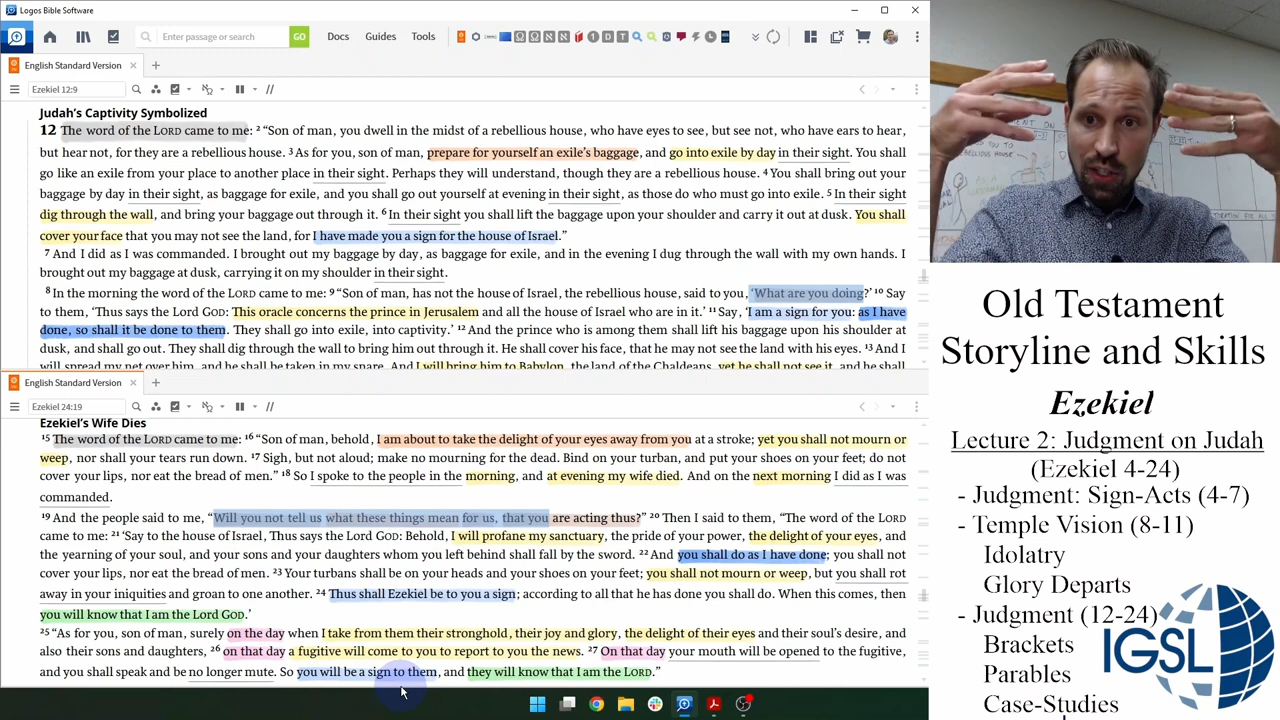 Logos Bible Software
Enter passage or search
GO
Docs
Guides
Tools
English Standard Version
Ezekiel 12:9
Judah's Captivity Symbolized
12 The word of the LORD came to me: 2 “Son of man, you dwell in the midst of a rebellious house, who have eyes to see, but see not, who have ears to hear,
but hear not, for they are a rebellious house. 3 As for you, son of man, prepare for yourself an exile's baggage, and go into exile by day in their sight. You shall
go like an exile from your place to another place in their sight. Perhaps they will understand, though they are a rebellious house. 4 You shall bring out your
baggage by day in their sight, as baggage for exile, and you shall go out yourself at evening in their sight, as those do who must go into exile. 5 In their sight
dig through the wall, and bring your baggage out through it. 6 In their sight you shall lift the baggage upon your shoulder and carry it out at dusk. You shall
cover your face that you may not see the land, for I have made you a sign for the house of Israel.”
7 And I did as I was commanded. I brought out my baggage by day, as baggage for exile, and in the evening I dug through the wall with my own hands. I
brought out my baggage at dusk, carrying it on my shoulder in their sight.
8 In the morning the word of the LORD came to me: 9 “Son of man, has not the house of Israel, the rebellious house, said to you, ‘What are you doing?’ 10 Say
to them, ‘Thus says the Lord GOD: This oracle concerns the prince in Jerusalem and all the house of Israel who are in it.’ 11 Say, ‘I am a sign for you: as I have
done, so shall it be done to them. They shall go into exile, into captivity.’ 12 And the prince who is among them shall lift his baggage upon his shoulder at
dusk, and shall go out. They shall dig through the wall to bring him out through it. He shall cover his face, that he may not see the land with his eyes. 13 And I
will spread my net over him, and he shall be taken in my snare. And I will bring him to Babylon, the land of the Chaldeans, yet he shall not see it, and he shall
English Standard Version
Ezekiel 24:19
Ezekiel's Wife Dies
15 The word of the LORD came to me: 16 “Son of man, behold, I am about to take the delight of your eyes away from you at a stroke; yet you shall not mourn or
weep, nor shall your tears run down. 17 Sigh, but not aloud; make no mourning for the dead. Bind on your turban, and put your shoes on your feet; do not
cover your lips, nor eat the bread of men.” 18 So I spoke to the people in the morning, and at evening my wife died. And on the next morning I did as I was
commanded.
19 And the people said to me, “Will you not tell us what these things mean for us, that you are acting thus?” 20 Then I said to them, “The word of the LORD
came to me: 21 ‘Say to the house of Israel, Thus says the Lord GOD: Behold, I will profane my sanctuary, the pride of your power, the delight of your eyes, and
the yearning of your soul, and your sons and your daughters whom you left behind shall fall by the sword. 22 And you shall do as I have done; you shall not
cover your lips, nor eat the bread of men. 23 Your turbans shall be on your heads and your shoes on your feet; you shall not mourn or weep, but you shall rot
away in your iniquities and groan to one another. 24 Thus shall Ezekiel be to you a sign; according to all that he has done you shall do. When this comes, then
you will know that I am the Lord GOD.’
25 “As for you, son of man, surely on the day when I take from them their stronghold, their joy and glory, the delight of their eyes and their soul's desire, and
also their sons and daughters, 26 on that day a fugitive will come to you to report to you the news. 27 On that day your mouth will be opened to the fugitive,
and you shall speak and be no longer mute. So you will be a sign to them, and they will know that I am the LORD.”
Old Testament
Storyline and Skills
Ezekiel
Lecture 2: Judgment on Judah
(Ezekiel 4-24)
- Judgment: Sign-Acts (4-7)
- Temple Vision (8-11)
Idolatry
Glory Departs
- Judgment (12-24)
Brackets
Parables
Case-Studies
IGSL